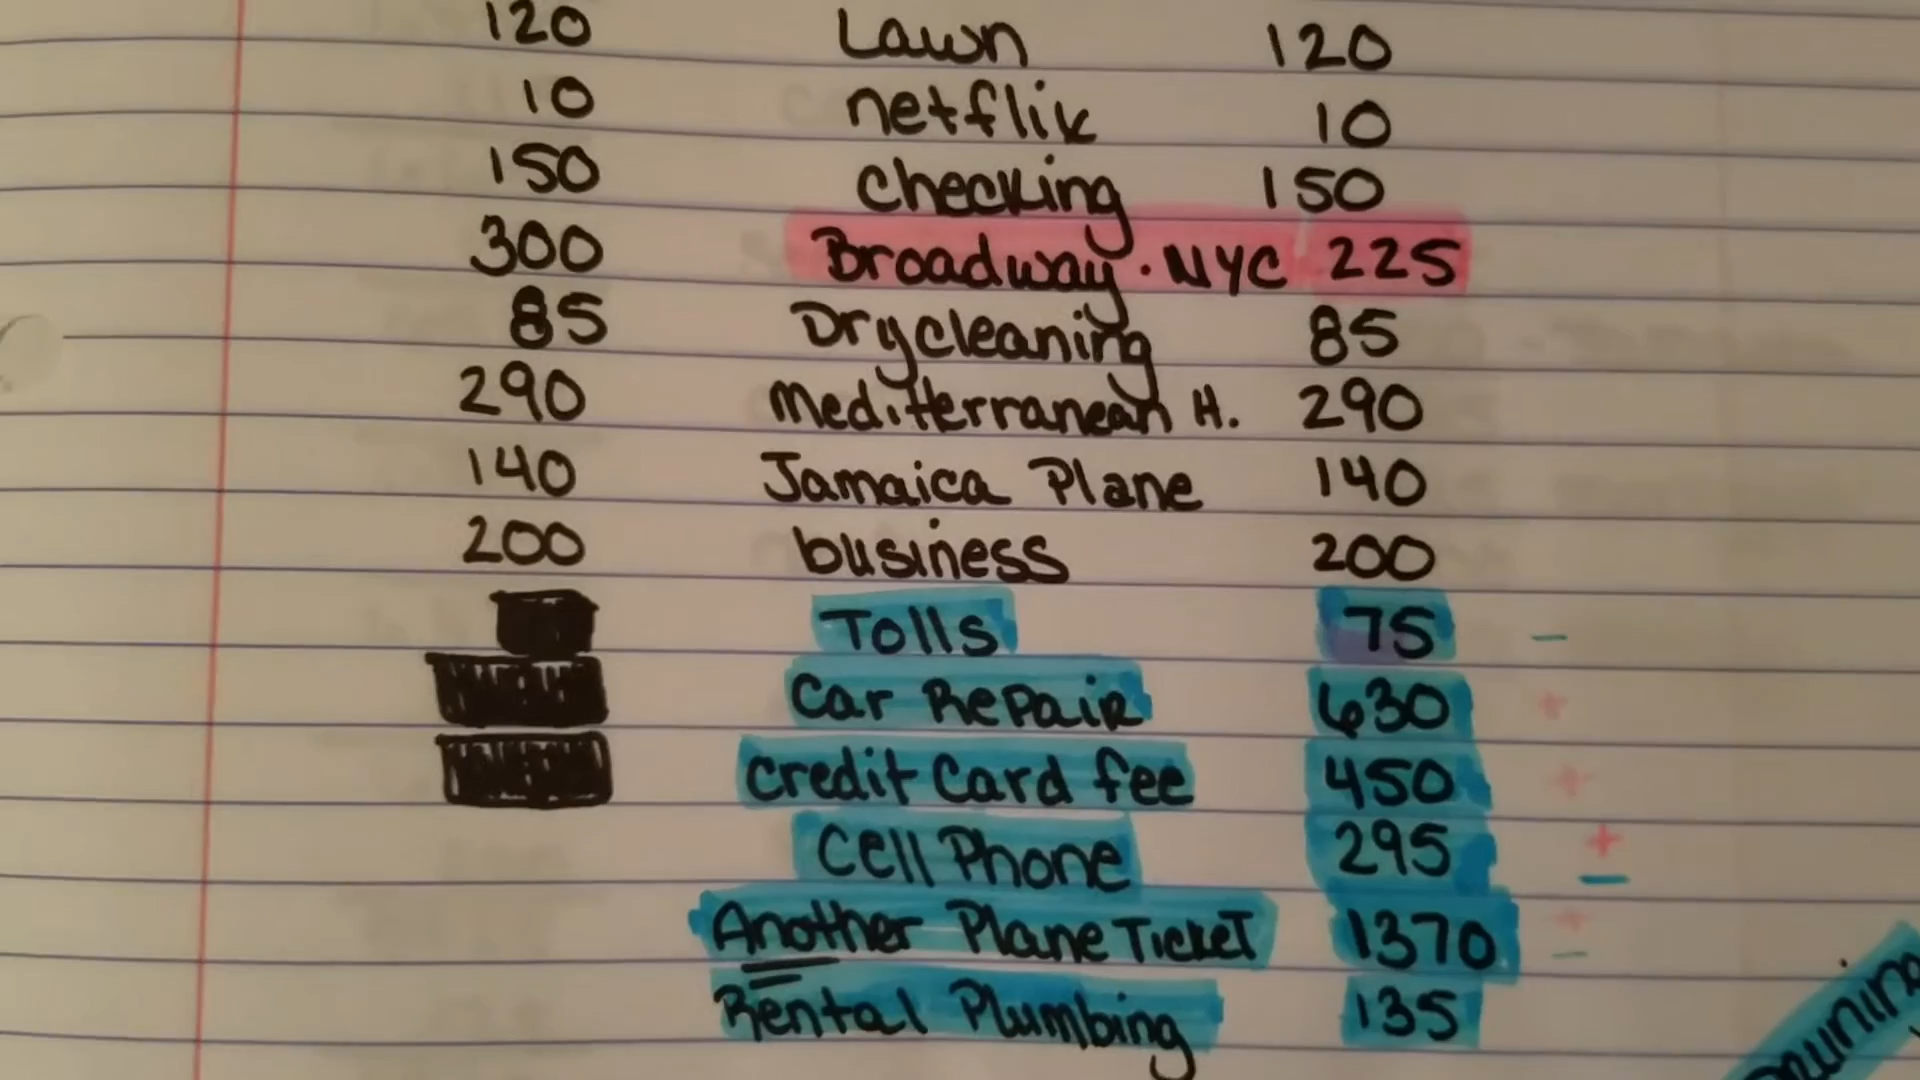 120 Lawn 120
10 netflix 10
150 Checking 150
300 Broadway · NYC 225
85 Drycleaning 85
290 Mediterranean H. 290
140 Jamaica Plane 140
200 business 200
Tolls 75 -
Car Repair 630 +
Credit Card fee 450 +
Cell Phone 295 + -
Another Plane Ticket 1370 + -
Rental Plumbing 135